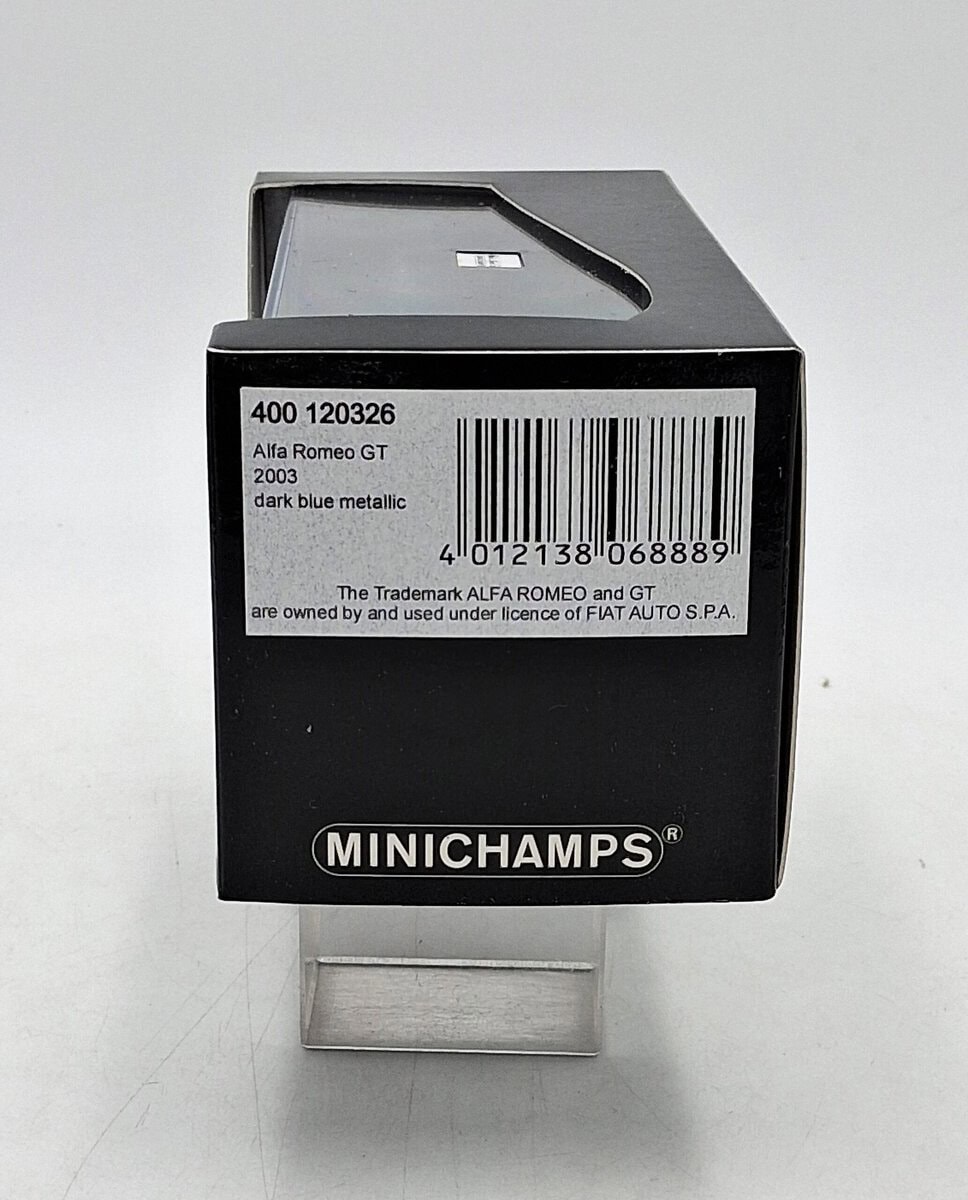 400 120326
Alfa Romeo GT
2003
dark blue metallic
4 012138 068889
The Trademark ALFA ROMEO and GT
are owned by and used under licence of FIAT AUTO S.P.A.
MINICHAMPS®